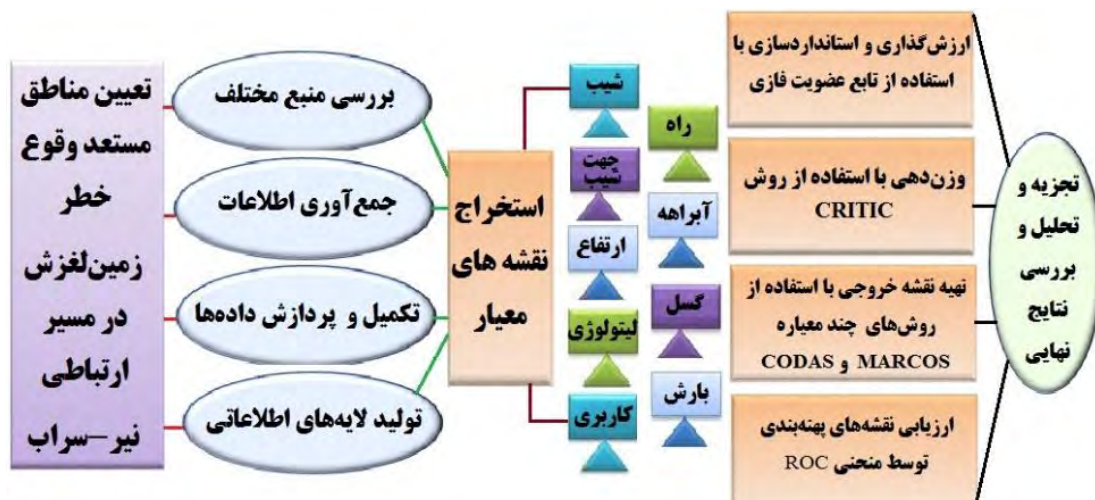 تعیین مناطق
مستعد وقوع
خطر
زمین‌لغزش
در مسیر
ارتباطی
نیر–سراب
بررسی منبع مختلف
جمع‌آوری اطلاعات
تکمیل و پردازش داده‌ها
تولید لایه‌های اطلاعاتی
استخراج
نقشه های
معیار
شیب
جهت
شیب
ارتفاع
لیتولوژی
کاربری
راه
آبراهه
گسل
بارش
ارزش‌گذاری و استانداردسازی با
استفاده از تابع عضویت فازی
وزن‌دهی با استفاده از روش
CRITIC
تهیه نقشه خروجی با استفاده از
روش‌های چند معیاره
MARCOS و CODAS
ارزیابی نقشه‌های پهنه‌بندی
توسط منحنی ROC
تجزیه و
تحلیل و
بررسی
نتایج
نهایی